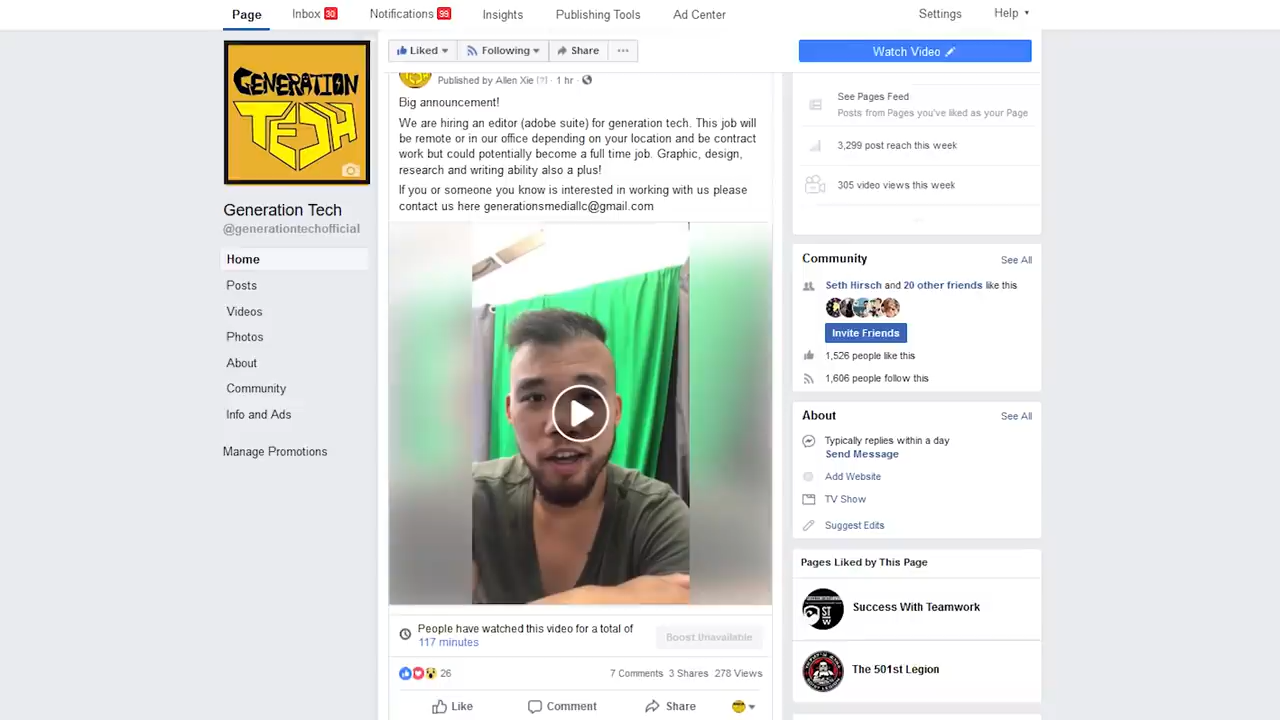 Page
Inbox 30
Notifications 99
Insights
Publishing Tools
Ad Center
Settings
Help
GENERATION
TECH
Generation Tech
@generationtechofficial
Home
Posts
Videos
Photos
About
Community
Info and Ads
Manage Promotions
Liked
Following
Share
Watch Video
Published by Allen Xie [?] · 1 hr ·
Big announcement!
We are hiring an editor (adobe suite) for generation tech. This job will
be remote or in our office depending on your location and be contract
work but could potentially become a full time job. Graphic, design,
research and writing ability also a plus!
If you or someone you know is interested in working with us please
contact us here generationsmediallc@gmail.com
People have watched this video for a total of
117 minutes
Boost Unavailable
26
7 Comments 3 Shares 278 Views
Like
Comment
Share
See Pages Feed
Posts from Pages you've liked as your Page
3,299 post reach this week
305 video views this week
Community
See All
Seth Hirsch and 20 other friends like this
Invite Friends
1,526 people like this
1,606 people follow this
About
See All
Typically replies within a day
Send Message
Add Website
TV Show
Suggest Edits
Pages Liked by This Page
Success With Teamwork
The 501st Legion